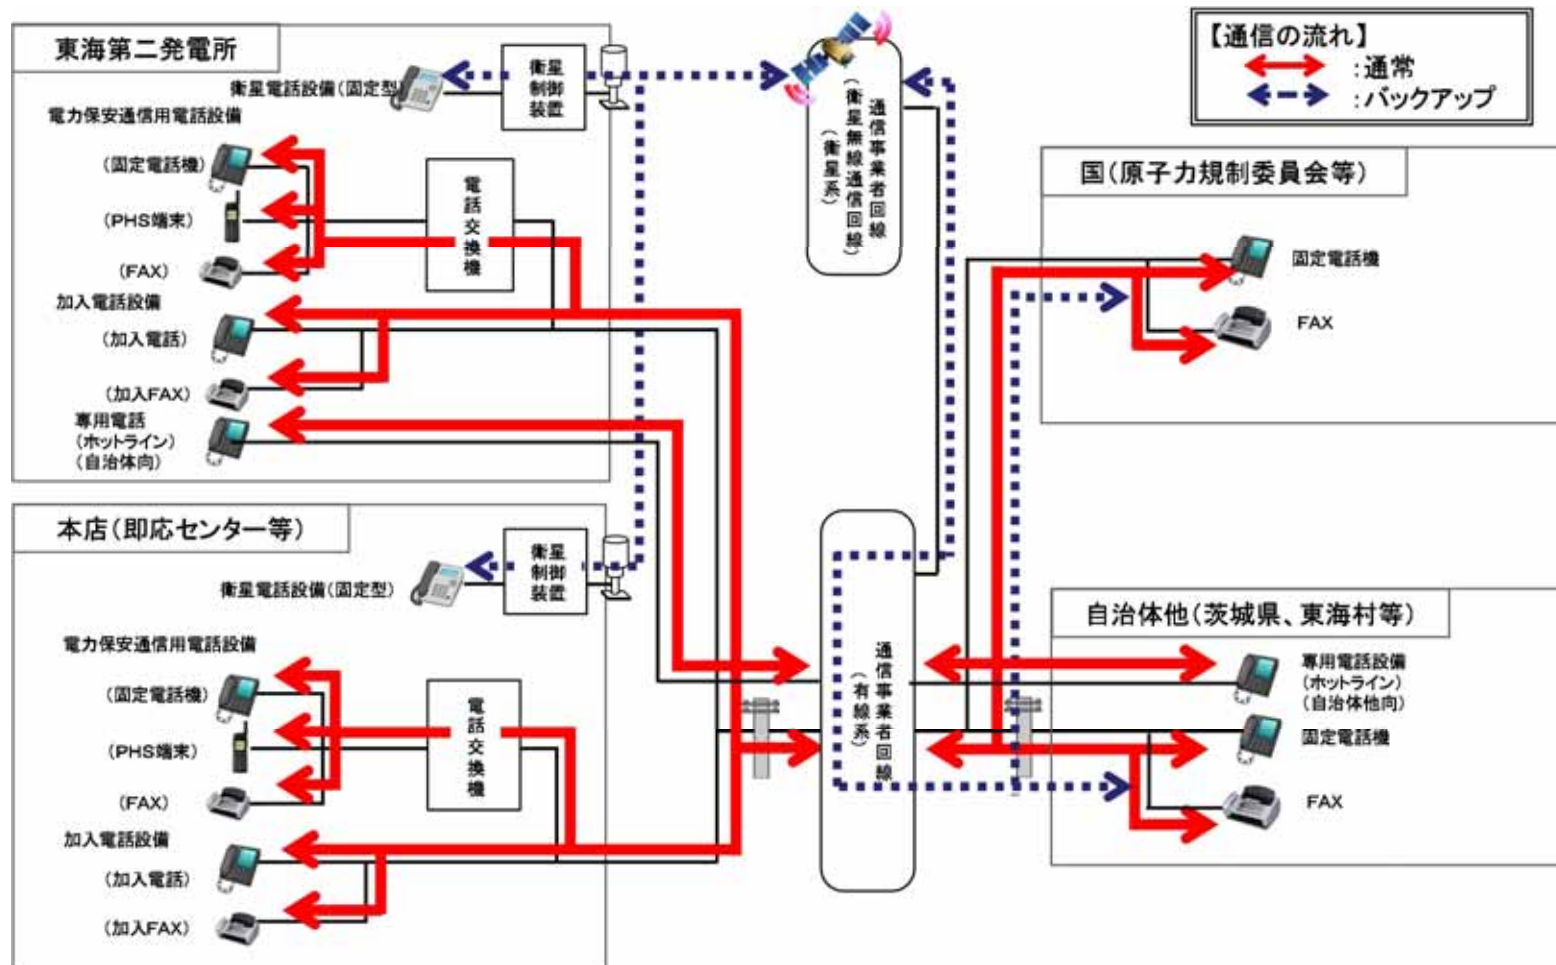 東海第二発電所
衛星電話設備(固定型)
衛星
制御
装置
電力保安通信用電話設備
(固定電話機)
(PHS端末)
(FAX)
電話交換機
加入電話設備
(加入電話)
(加入FAX)
専用電話
(ホットライン)
(自治体向)
通信事業者回線
(衛星無線通信回線)
(衛星系)
【通信の流れ】
:通常
:バックアップ
国(原子力規制委員会等)
固定電話機
FAX
本店(即応センター等)
衛星電話設備(固定型)
衛星
制御
装置
電力保安通信用電話設備
(固定電話機)
(PHS端末)
(FAX)
電話交換機
加入電話設備
(加入電話)
(加入FAX)
通信事業者回線
(有線系)
自治体他(茨城県、東海村等)
専用電話設備
(ホットライン)
(自治体他向)
固定電話機
FAX